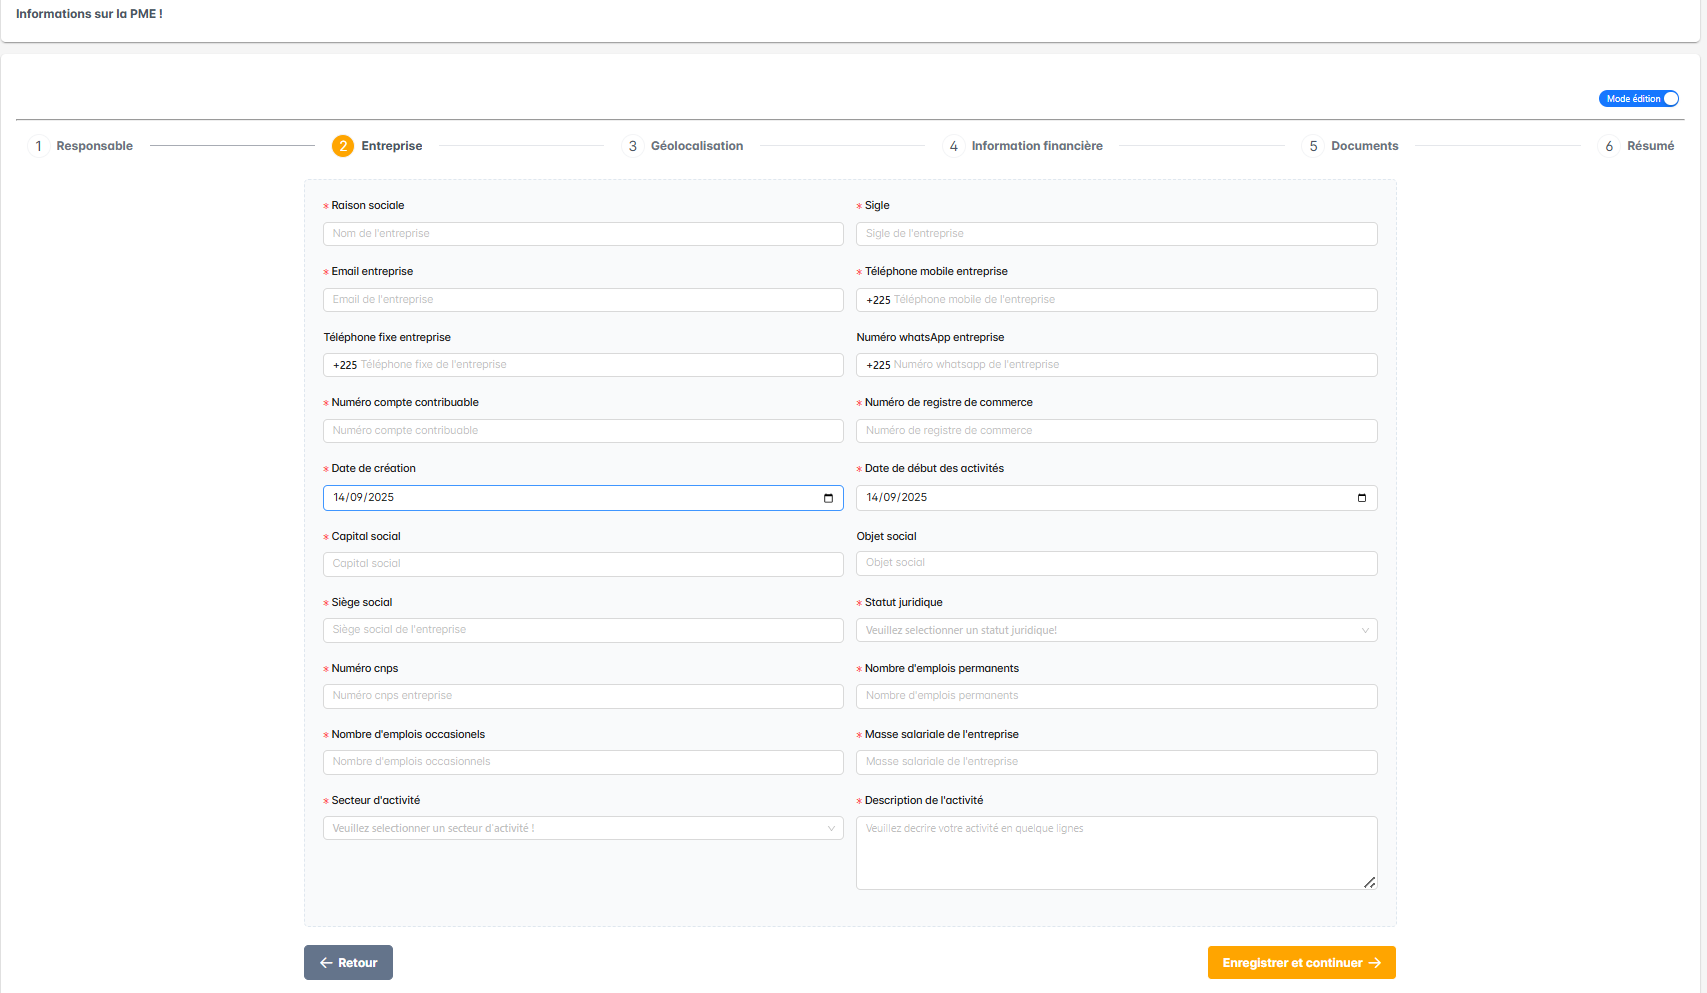 Informations sur la PME !
Mode édition
1 Responsable 2 Entreprise 3 Géolocalisation 4 Information financière 5 Documents 6 Résumé
* Raison sociale * Sigle
Nom de l'entreprise Sigle de l'entreprise
* Email entreprise * Téléphone mobile entreprise
Email de l'entreprise +225 Téléphone mobile de l'entreprise
Téléphone fixe entreprise Numéro whatsApp entreprise
+225 Téléphone fixe de l'entreprise +225 Numéro whatsapp de l'entreprise
* Numéro compte contribuable * Numéro de registre de commerce
Numéro compte contribuable Numéro de registre de commerce
* Date de création * Date de début des activités
14/09/2025 14/09/2025
* Capital social Objet social
Capital social Objet social
* Siège social * Statut juridique
Siège social de l'entreprise Veuillez selectionner un statut juridique!
* Numéro cnps * Nombre d'emplois permanents
Numéro cnps entreprise Nombre d'emplois permanents
* Nombre d'emplois occasionels * Masse salariale de l'entreprise
Nombre d'emplois occasionnels Masse salariale de l'entreprise
* Secteur d'activité * Description de l'activité
Veuillez selectionner un secteur d'activité ! Veuillez decrire votre activité en quelque lignes
← Retour Enregistrer et continuer →